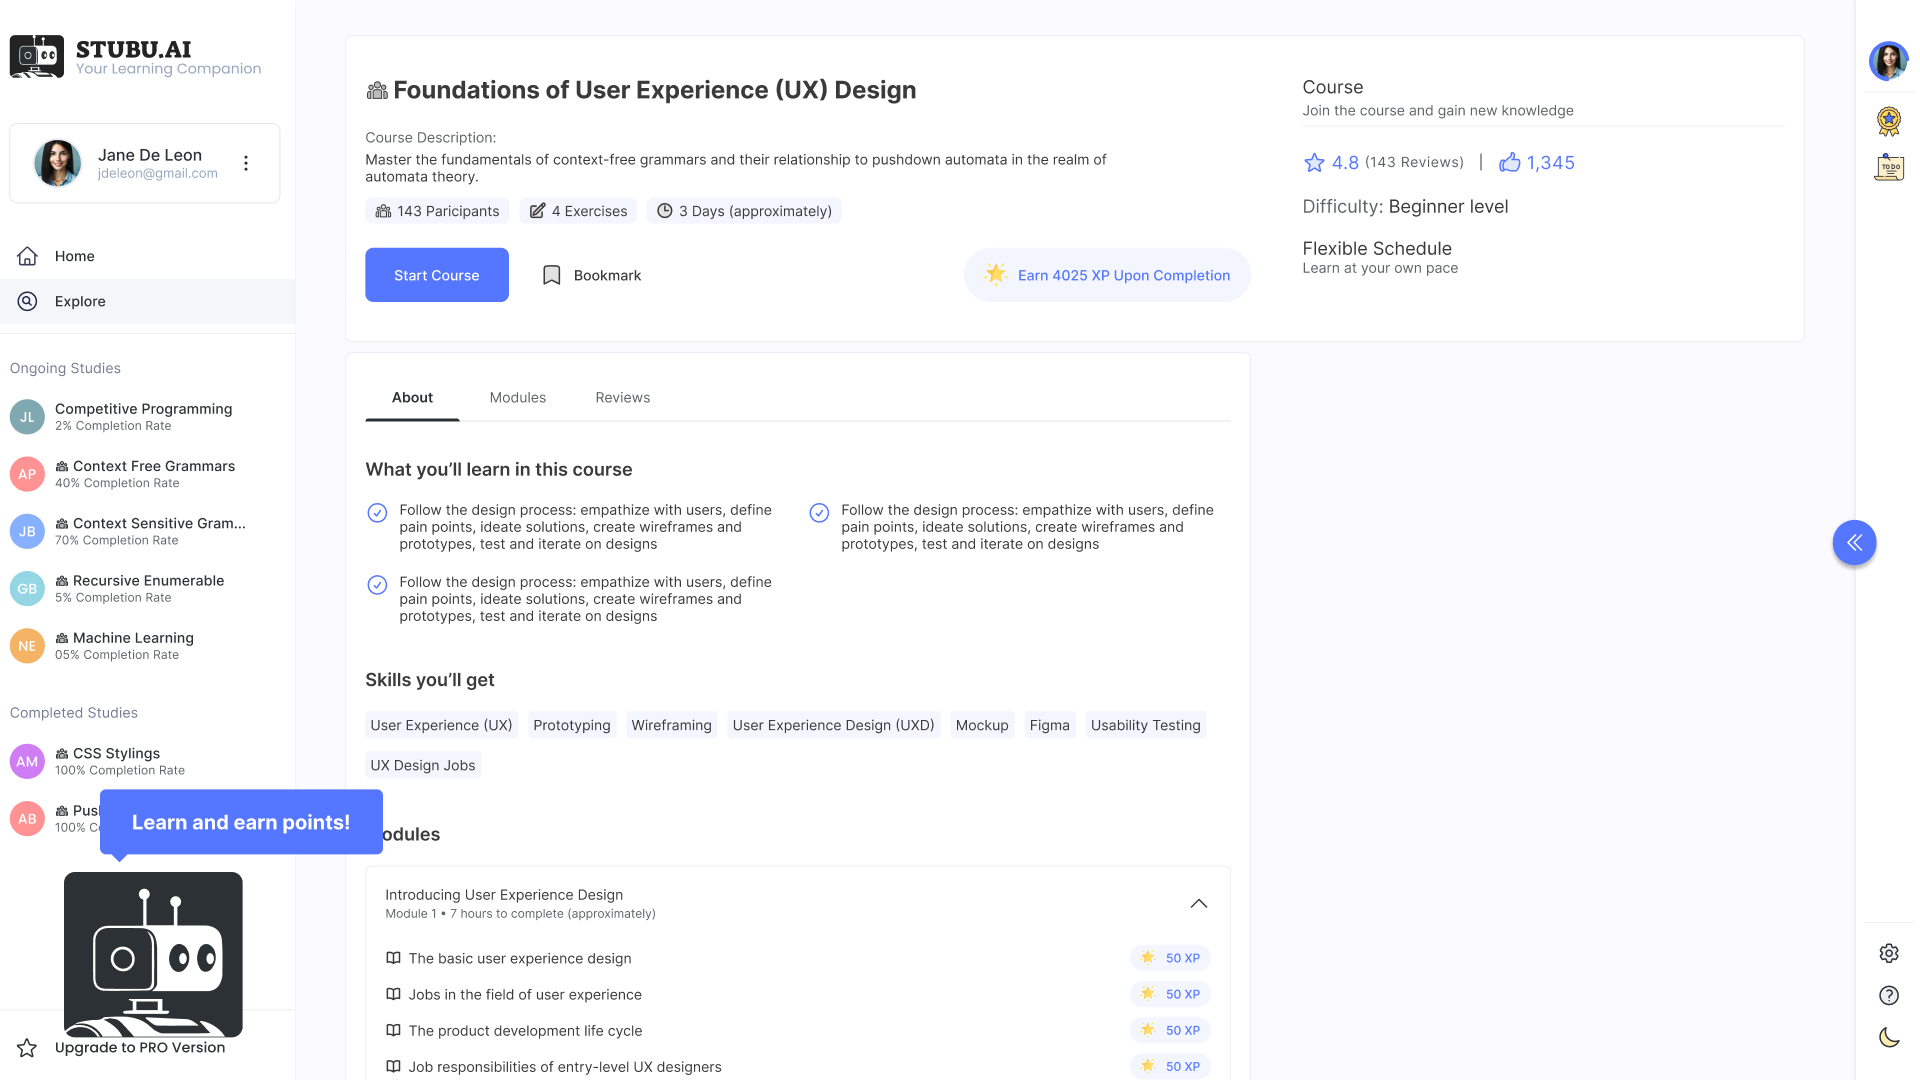 STUBU.AI
Your Learning Companion
Jane De Leon
jdeleon@gmail.com
Home
Explore
Ongoing Studies
JL
Competitive Programming
2% Completion Rate
AP
Context Free Grammars
40% Completion Rate
JB
Context Sensitive Gram...
70% Completion Rate
GB
Recursive Enumerable
5% Completion Rate
NE
Machine Learning
05% Completion Rate
Completed Studies
AM
CSS Stylings
100% Completion Rate
AB
100%
Learn and earn points!
Upgrade to PRO Version
Foundations of User Experience (UX) Design
Course Description:
Master the fundamentals of context-free grammars and their relationship to pushdown automata in the realm of
automata theory.
143 Paricipants
4 Exercises
3 Days (approximately)
Start Course
Bookmark
Earn 4025 XP Upon Completion
Course
Join the course and gain new knowledge
4.8 (143 Reviews) | 1,345
Difficulty: Beginner level
Flexible Schedule
Learn at your own pace
About
Modules
Reviews
What you’ll learn in this course
Follow the design process: empathize with users, define
pain points, ideate solutions, create wireframes and
prototypes, test and iterate on designs
Follow the design process: empathize with users, define
pain points, ideate solutions, create wireframes and
prototypes, test and iterate on designs
Follow the design process: empathize with users, define
pain points, ideate solutions, create wireframes and
prototypes, test and iterate on designs
Skills you’ll get
User Experience (UX)
Prototyping
Wireframing
User Experience Design (UXD)
Mockup
Figma
Usability Testing
UX Design Jobs
odules
Introducing User Experience Design
Module 1 • 7 hours to complete (approximately)
The basic user experience design
50 XP
Jobs in the field of user experience
50 XP
The product development life cycle
50 XP
Job responsibilities of entry-level UX designers
50 XP
TO DO